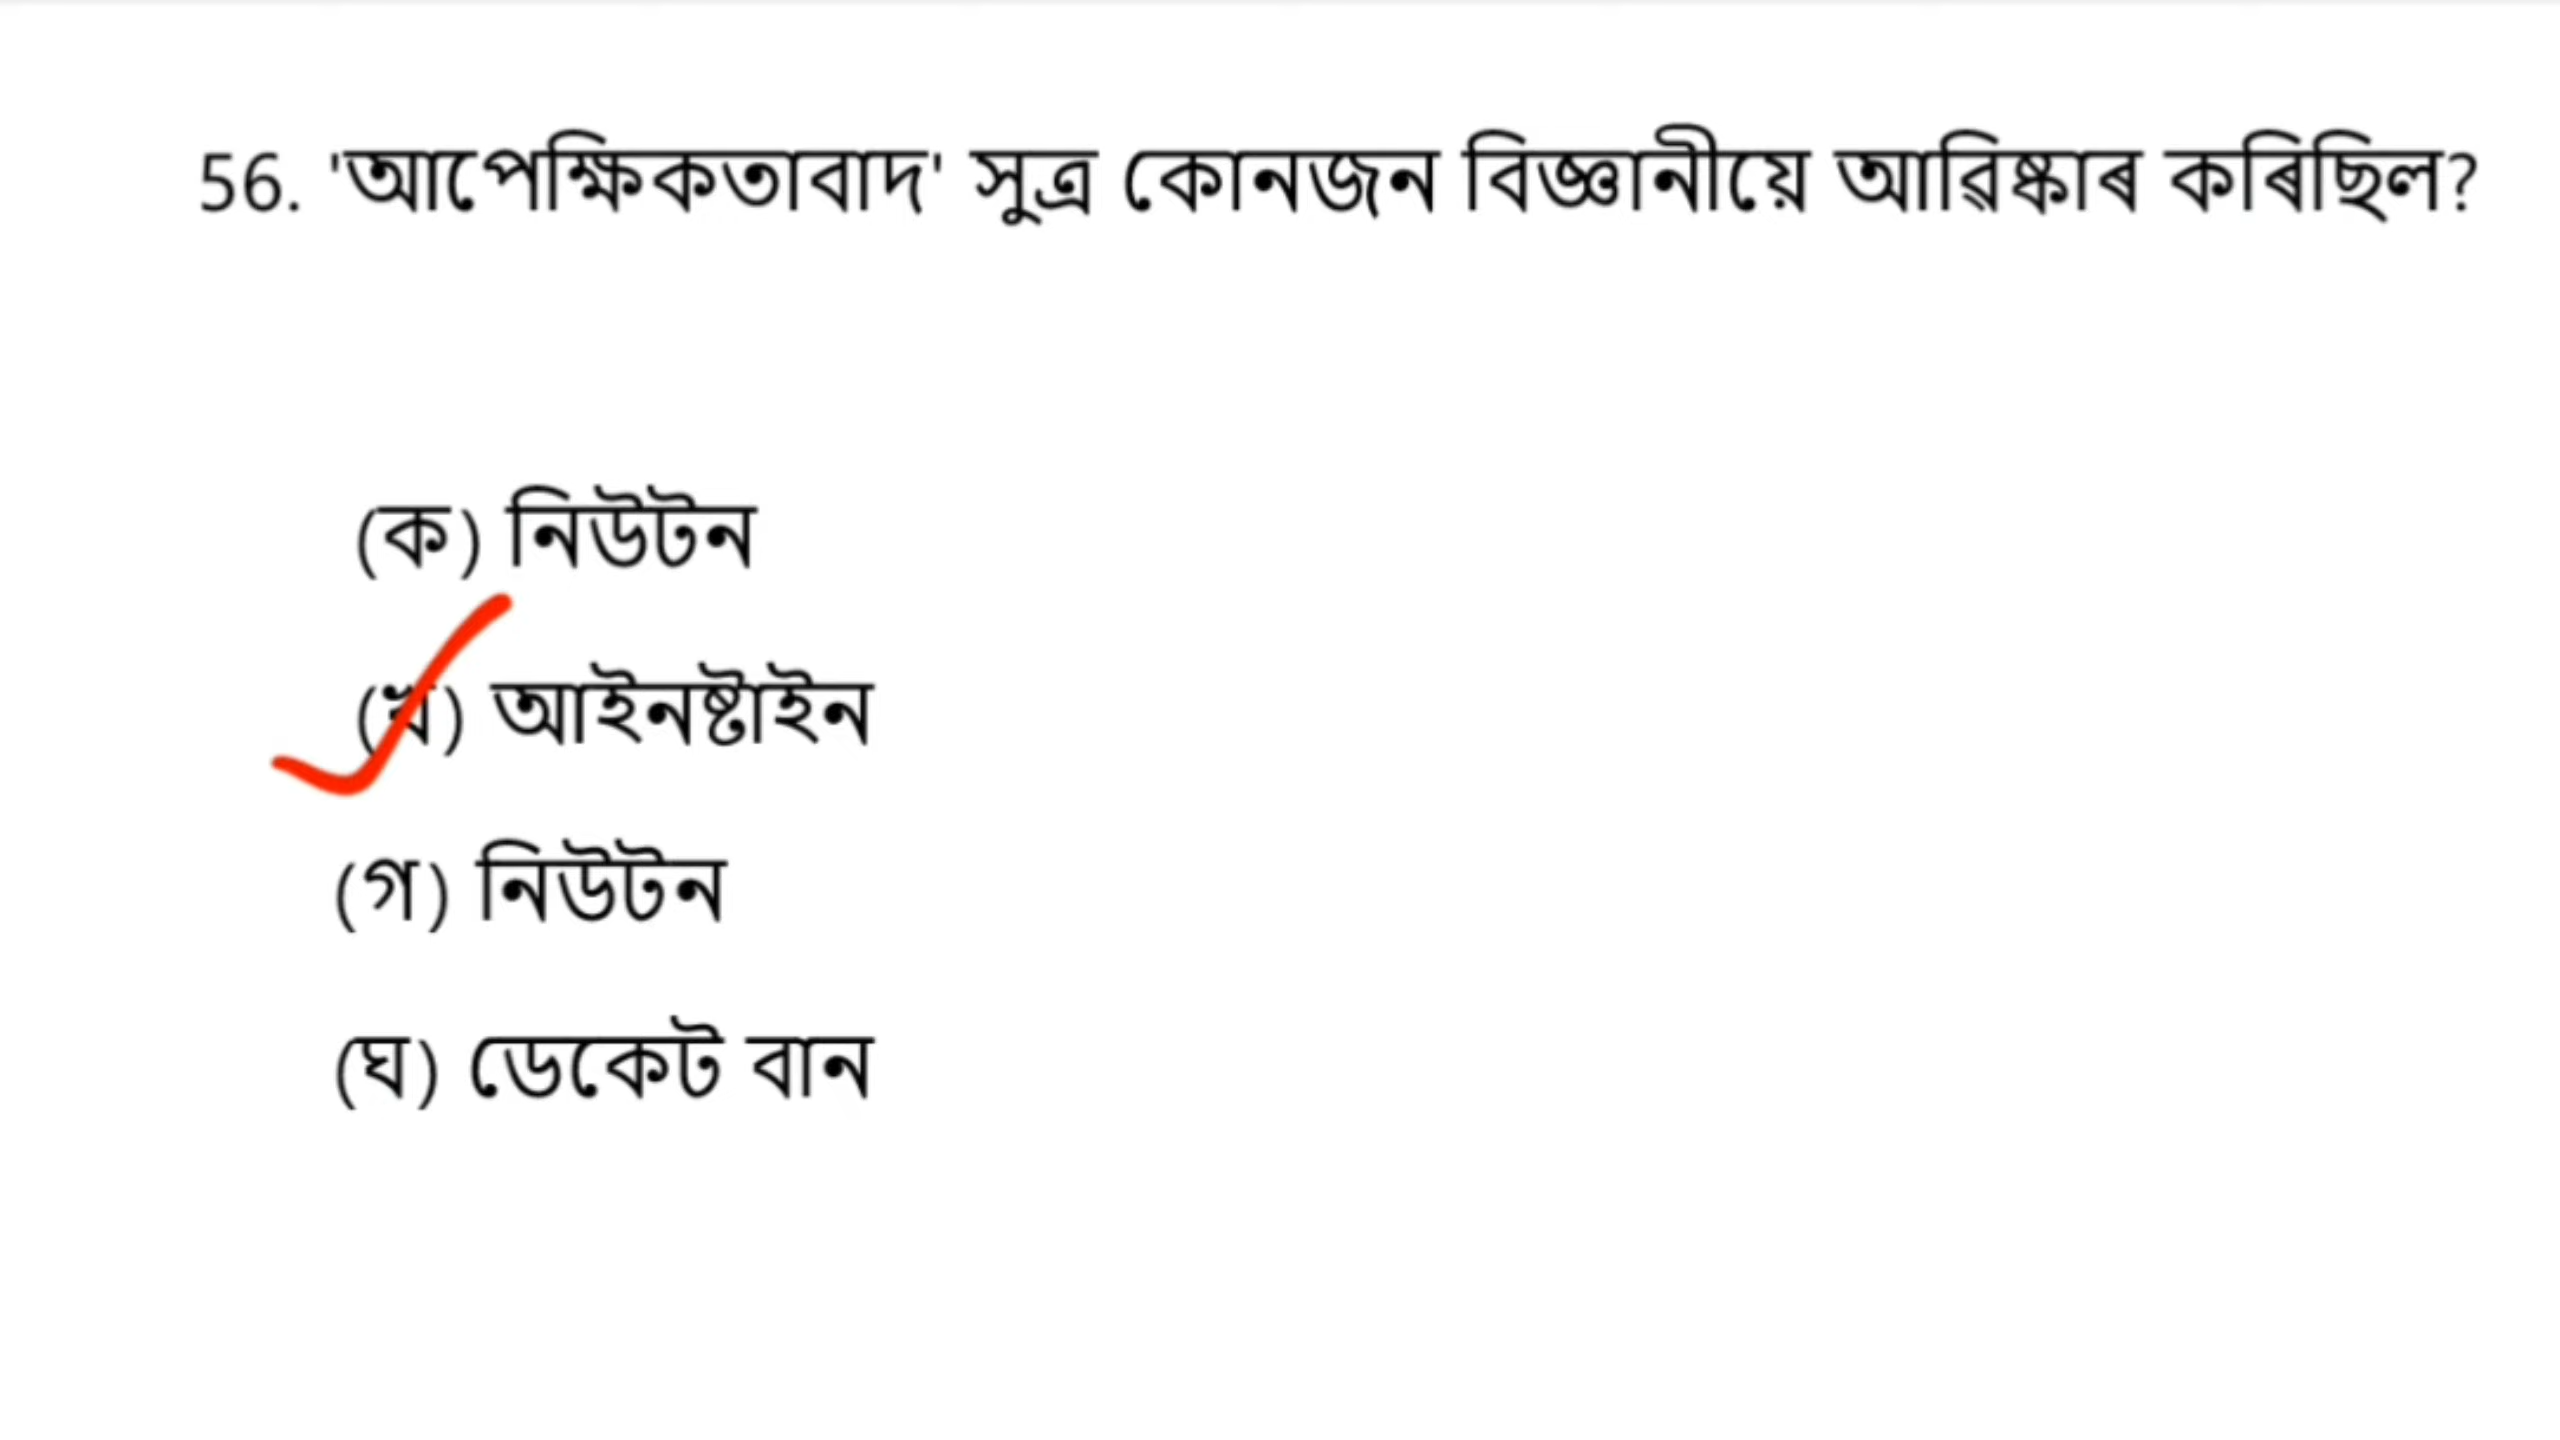 56. 'আপেক্ষিকতাবাদ' সুত্ৰ কোনজন বিজ্ঞানীয়ে আৱিষ্কাৰ কৰিছিল?
(ক) নিউটন
(খ) আইনষ্টাইন
(গ) নিউটন
(ঘ) ডেকেট বান